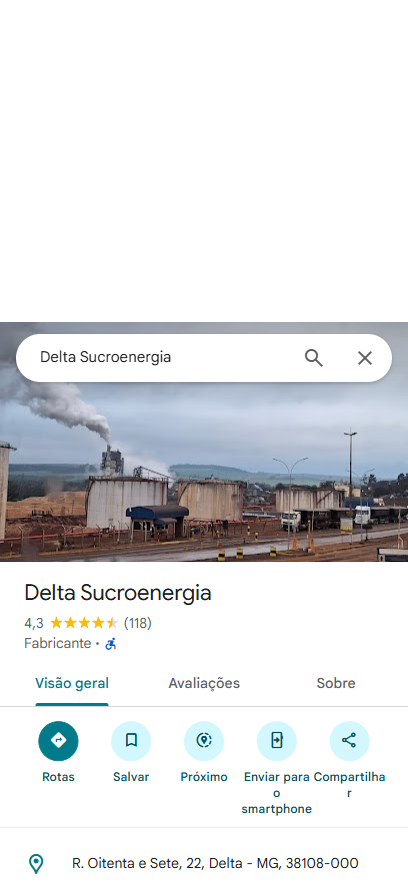 Delta Sucroenergia
Delta Sucroenergia
4,3 (118)
Fabricante •
Visão geral Avaliações Sobre
Rotas Salvar Próximo Enviar para o smartphone Compartilhar
R. Oitenta e Sete, 22, Delta - MG, 38108-000